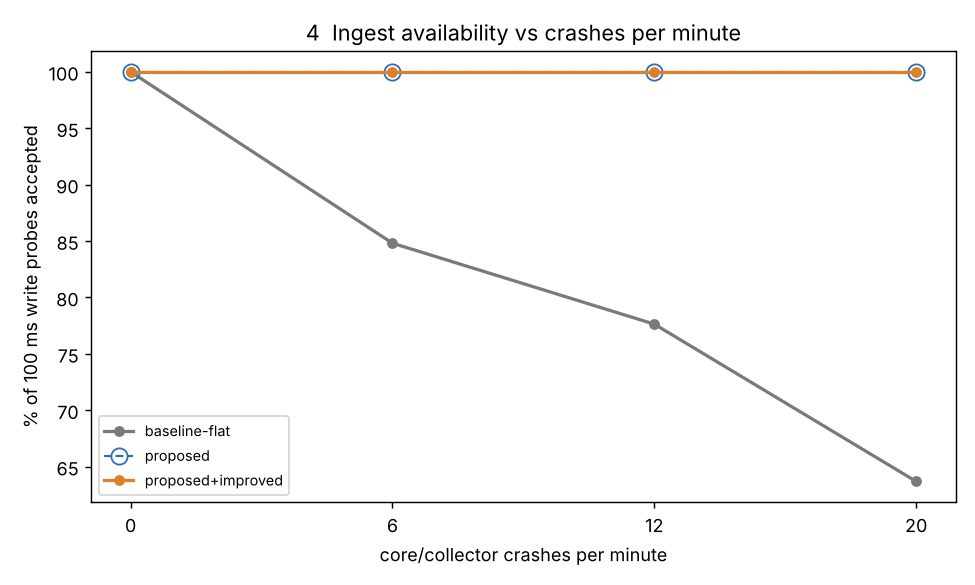 4  Ingest availability vs crashes per minute
% of 100 ms write probes accepted
100
95
90
85
80
75
70
65
baseline-flat
proposed
proposed+improved
0
6
12
20
core/collector crashes per minute